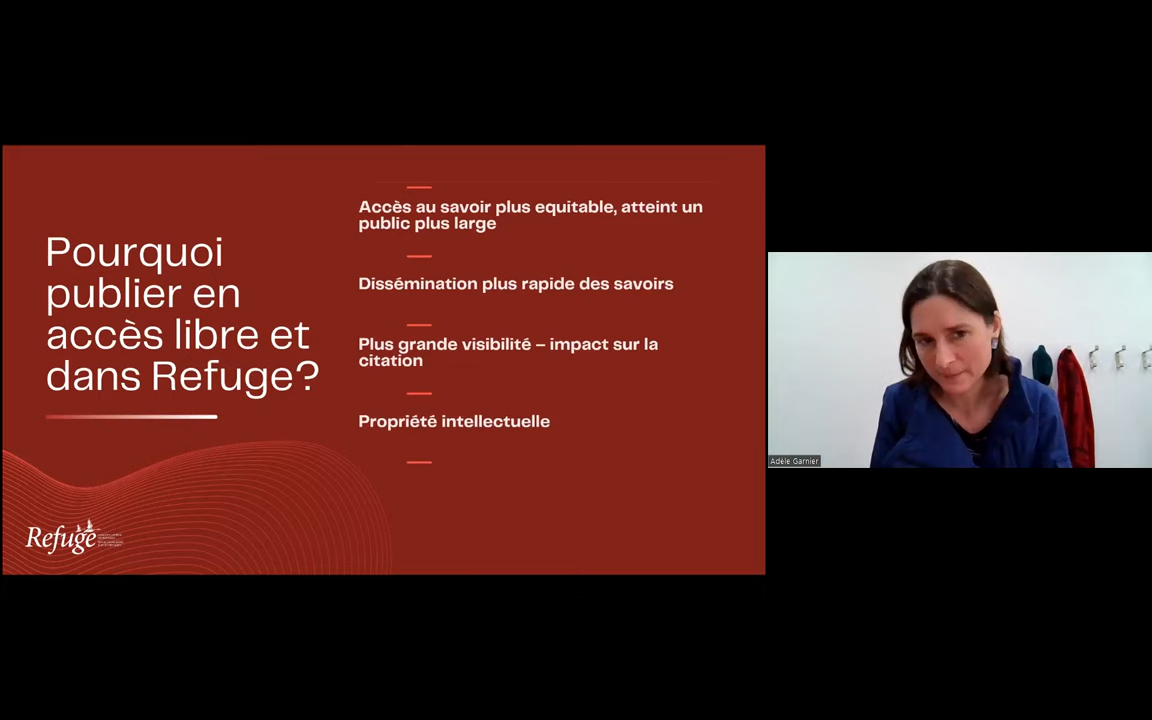 Pourquoi
publier en
accès libre et
dans Refuge?
Accès au savoir plus equitable, atteint un
public plus large
Dissémination plus rapide des savoirs
Plus grande visibilité – impact sur la
citation
Propriété intellectuelle
Refuge
Adèle Garnier